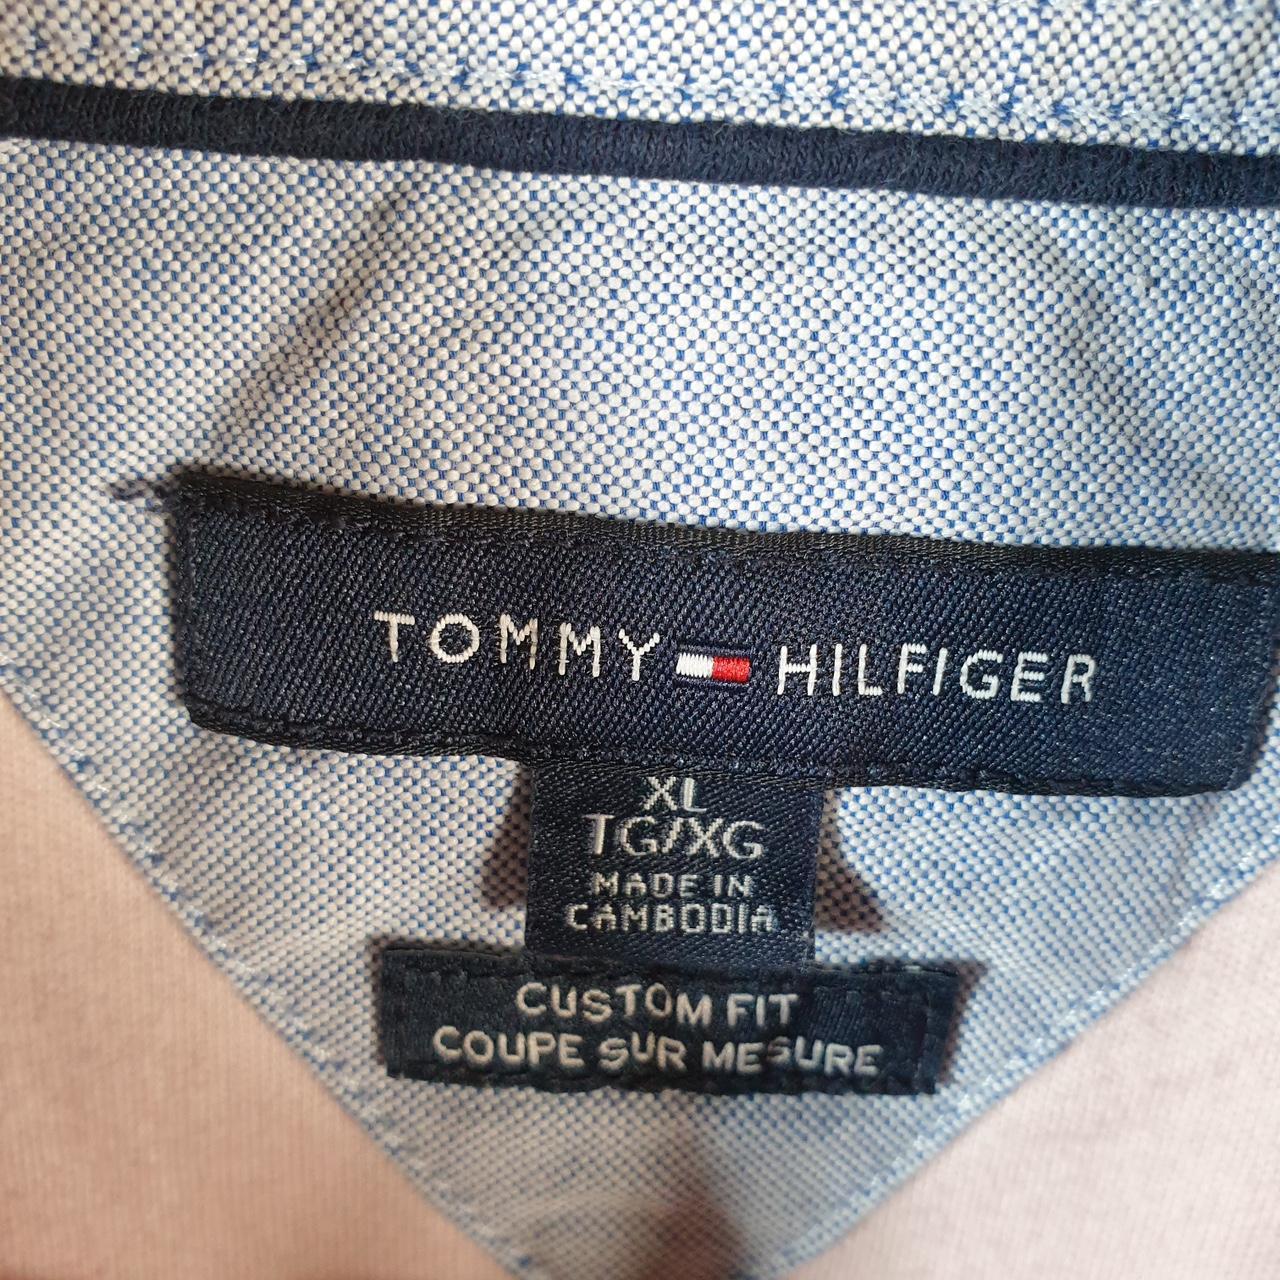 TOMMY HILFIGER
XL
TG/XG
MADE IN
CAMBODIA
CUSTOM FIT
COUPE SUR MESURE